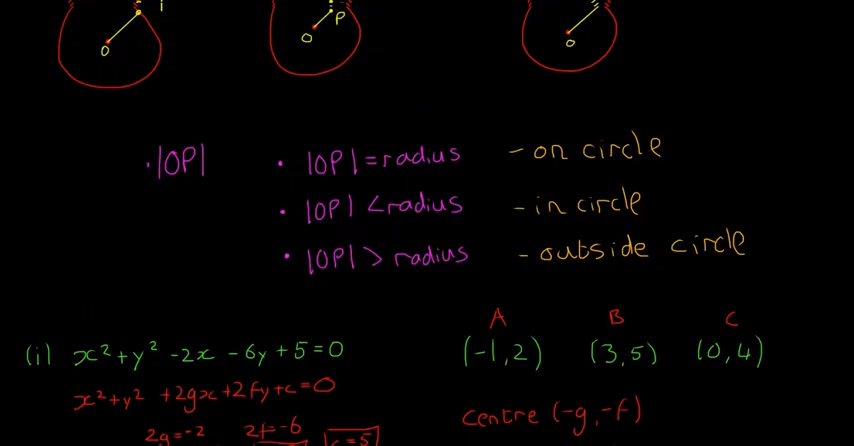 O
P
O
O
· |OP| · |OP| = radius - on circle
· |OP| < radius - in circle
· |OP| > radius - outside circle
A B C
(i) x² + y² - 2x - 6y + 5 = 0 (-1, 2) (3, 5) (0, 4)
x² + y² + 2gx + 2fy + c = 0
centre (-g, -f)
2g = -2 2f = -6 c = 5